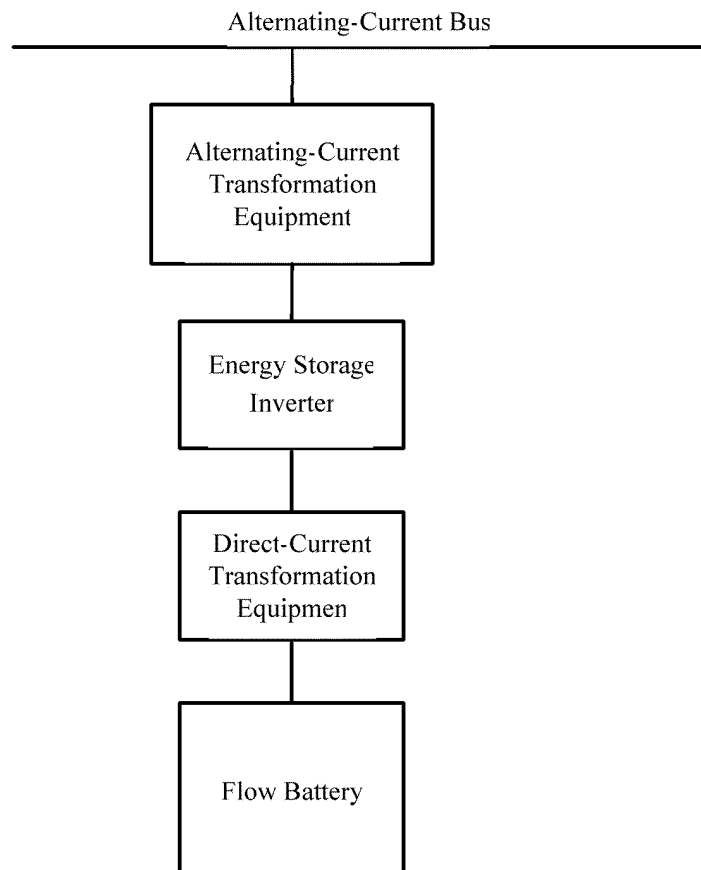 Alternating-Current Bus
Alternating-Current
Transformation
Equipment
Energy Storage
Inverter
Direct-Current
Transformation
Equipmen
Flow Battery